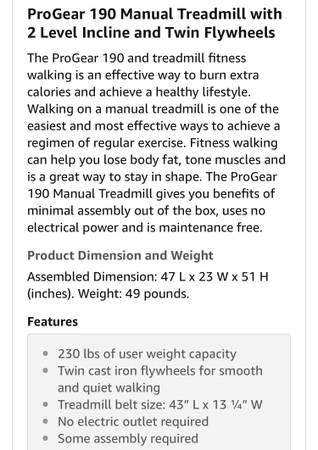 ProGear 190 Manual Treadmill with
2 Level Incline and Twin Flywheels
The ProGear 190 and treadmill fitness
walking is an effective way to burn extra
calories and achieve a healthy lifestyle.
Walking on a manual treadmill is one of the
easiest and most effective ways to achieve a
regimen of regular exercise. Fitness walking
can help you lose body fat, tone muscles and
is a great way to stay in shape. The ProGear
190 Manual Treadmill gives you benefits of
minimal assembly out of the box, uses no
electrical power and is maintenance free.
Product Dimension and Weight
Assembled Dimension: 47 L x 23 W x 51 H
(inches). Weight: 49 pounds.
Features
• 230 lbs of user weight capacity
• Twin cast iron flywheels for smooth
and quiet walking
• Treadmill belt size: 43” L x 13 ¼” W
• No electric outlet required
• Some assembly required